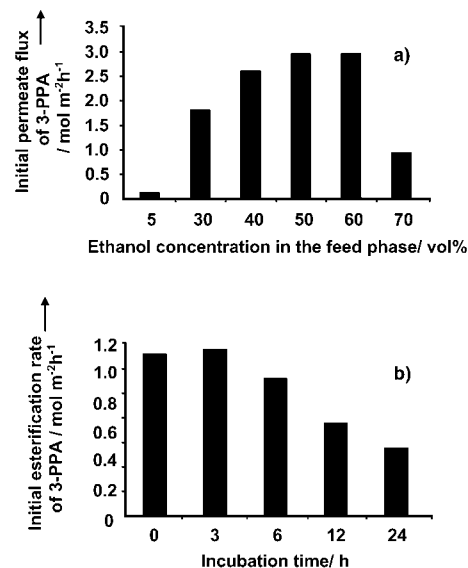 Initial permeate flux
of 3-PPA
/ mol m⁻²h⁻¹
3.5
3.0
2.5
2.0
1.5
1.0
0.5
0
a)
5 30 40 50 60 70
Ethanol concentration in the feed phase/ vol%
Initial esterification rate
of 3-PPA / mol m⁻²h⁻¹
1.2
1.0
0.8
0.6
0.4
0.2
0
b)
0 3 6 12 24
Incubation time/ h